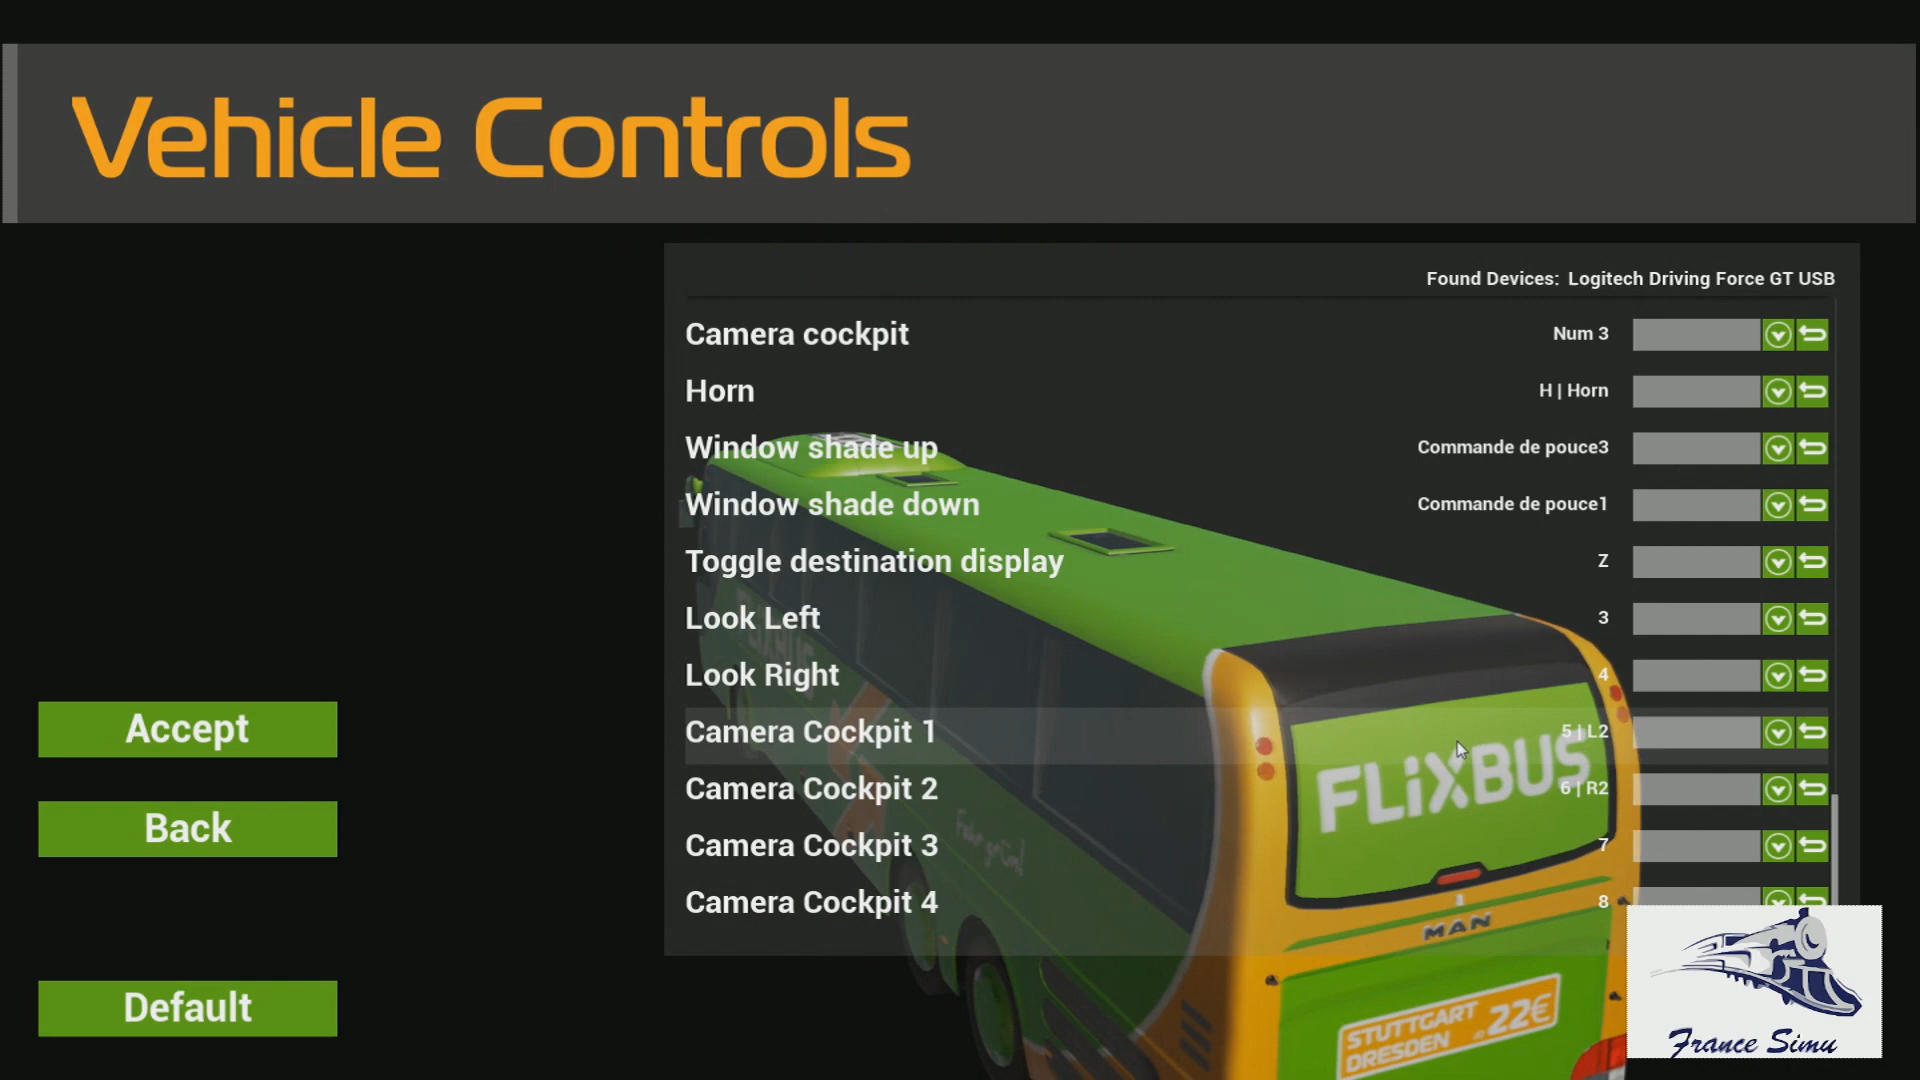 Vehicle Controls
Found Devices: Logitech Driving Force GT USB
Camera cockpit Num 3
Horn H | Horn
Window shade up Commande de pouce3
Window shade down Commande de pouce1
Toggle destination display Z
Look Left 3
Look Right 4
Camera Cockpit 1 5 | L2
Camera Cockpit 2 6 | R2
Camera Cockpit 3 7
Camera Cockpit 4 8
Accept
Back
Default
FLiXBUS
MAN
STUTTGART
DRESDEN ab 22€
France Simu